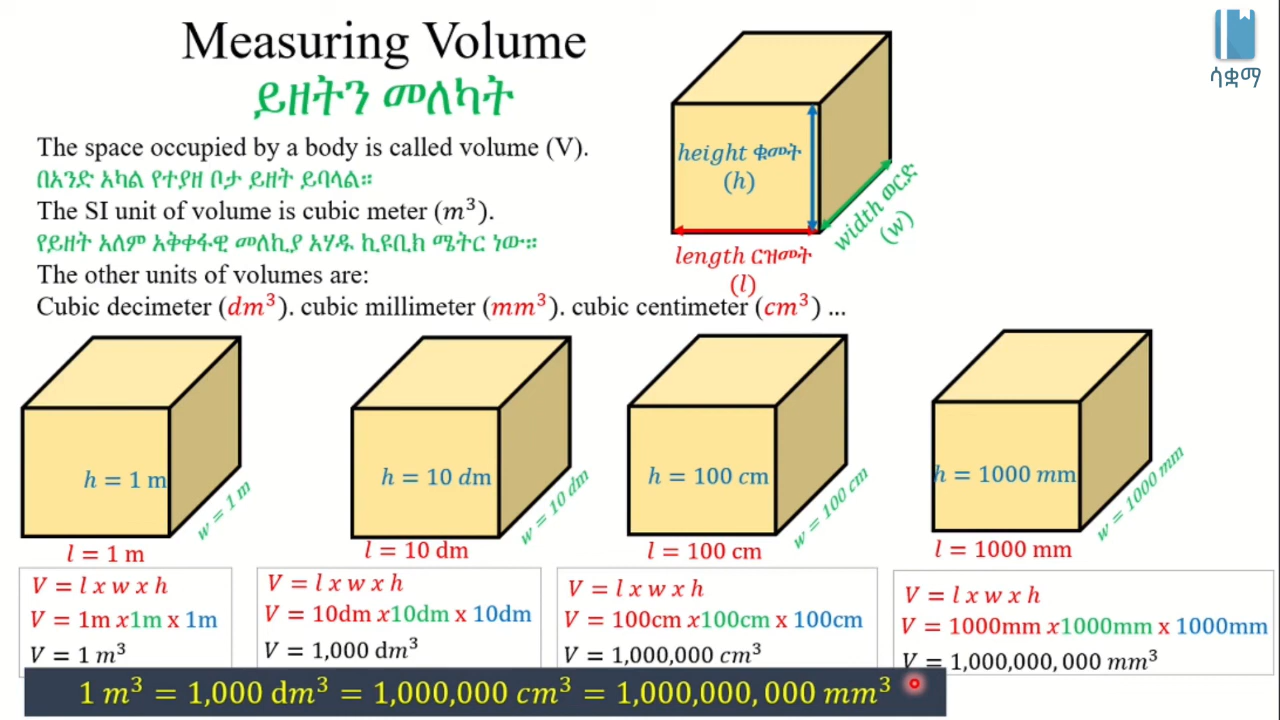 Measuring Volume
ይዘትን መለካት
ሳቋማ
The space occupied by a body is called volume (V).
በአንድ አካል የተያዘ ቦታ ይዘት ይባላል።
The SI unit of volume is cubic meter (m³).
የይዘት አለም አቅቀፋዊ መለኪያ አሃዱ ኪዩቢክ ሜትር ነው።
The other units of volumes are:
Cubic decimeter (dm³). cubic millimeter (mm³). cubic centimeter (cm³) ...
height ቁመት
(h)
width ወርድ
(w)
length ርዝመት
(l)
h = 1 m
w = 1 m
l = 1 m
h = 10 dm
w = 10 dm
l = 10 dm
h = 100 cm
w = 100 cm
l = 100 cm
h = 1000 mm
w = 1000 mm
l = 1000 mm
V = l x w x h
V = 1m x1m x 1m
V = 1 m³
V = l x w x h
V = 10dm x10dm x 10dm
V = 1,000 dm³
V = l x w x h
V = 100cm x100cm x 100cm
V = 1,000,000 cm³
V = l x w x h
V = 1000mm x1000mm x 1000mm
V = 1,000,000,000 mm³
1 m³ = 1,000 dm³ = 1,000,000 cm³ = 1,000,000,000 mm³